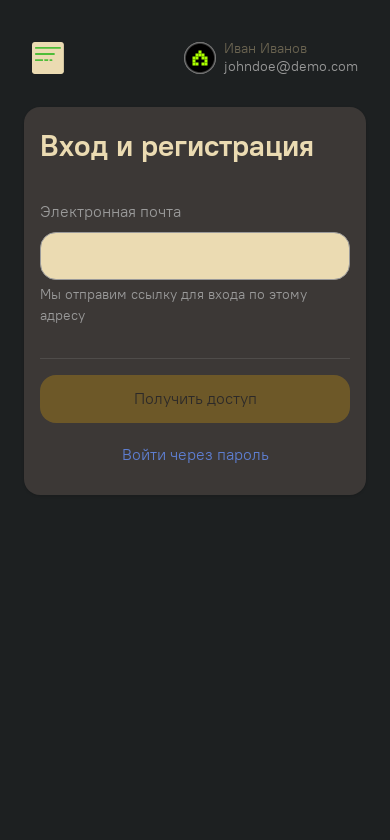 Иван Иванов
johndoe@demo.com
Вход и регистрация
Электронная почта
Мы отправим ссылку для входа по этому
адресу
Получить доступ
Войти через пароль